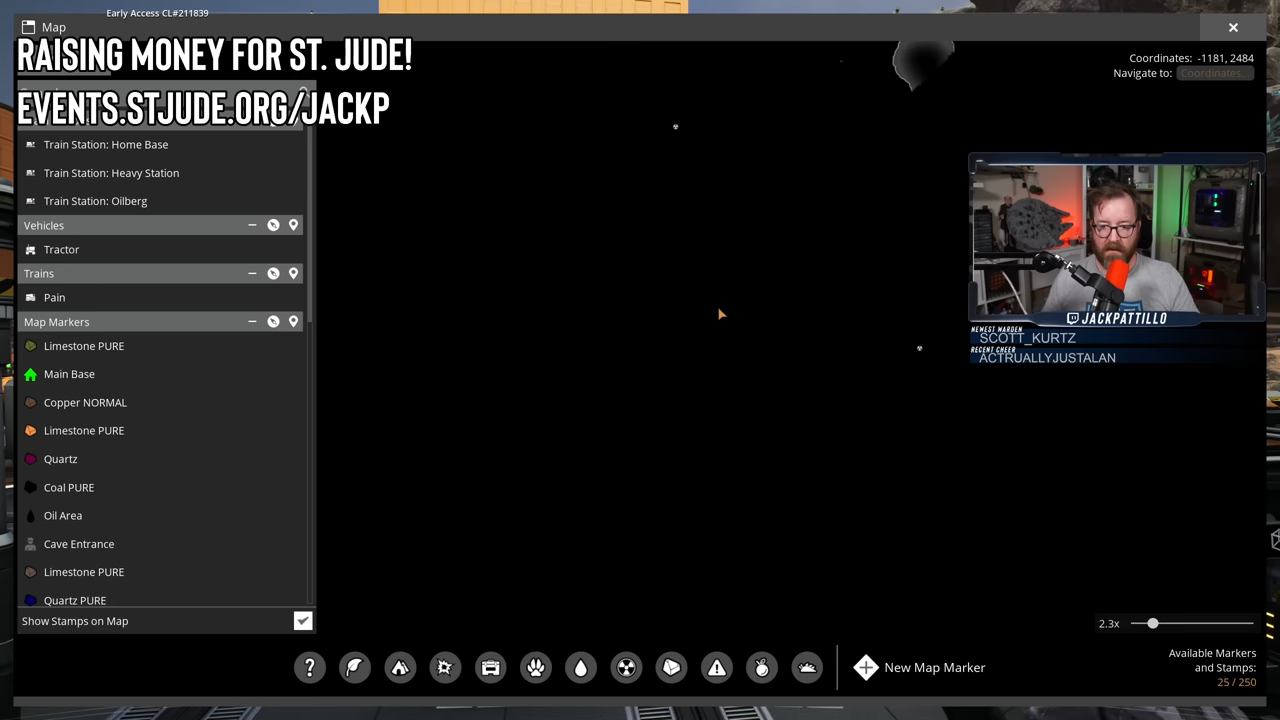 Early Access CL#211839
Map
RAISING MONEY FOR ST. JUDE!
EVENTS.STJUDE.ORG/JACKP
Coordinates: -1181, 2484
Navigate to: Coordinates...
Train Station: Home Base
Train Station: Heavy Station
Train Station: Oilberg
Vehicles
Tractor
Trains
Pain
Map Markers
Limestone PURE
Main Base
Copper NORMAL
Limestone PURE
Quartz
Coal PURE
Oil Area
Cave Entrance
Limestone PURE
Quartz PURE
Show Stamps on Map
JACKPATTILLO
NEWEST WARDEN
SCOTT_KURTZ
RECENT CHEER
ACTRUALLYJUSTALAN
2.3x
New Map Marker
Available Markers
and Stamps:
25 / 250